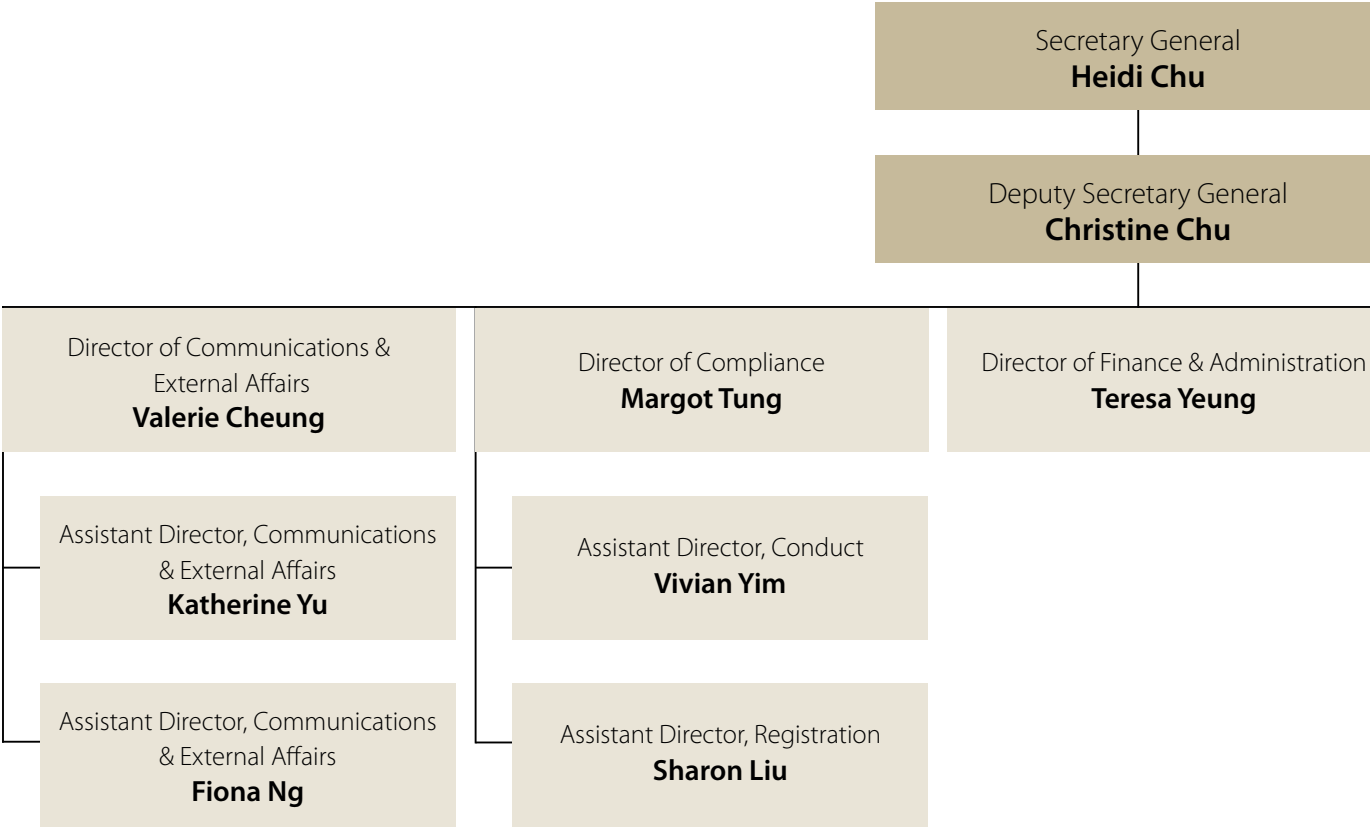 Secretary General
Heidi Chu
Deputy Secretary General
Christine Chu
Director of Communications &
External Affairs
Valerie Cheung
Director of Compliance
Margot Tung
Director of Finance & Administration
Teresa Yeung
Assistant Director, Communications
& External Affairs
Katherine Yu
Assistant Director, Conduct
Vivian Yim
Assistant Director, Communications
& External Affairs
Fiona Ng
Assistant Director, Registration
Sharon Liu